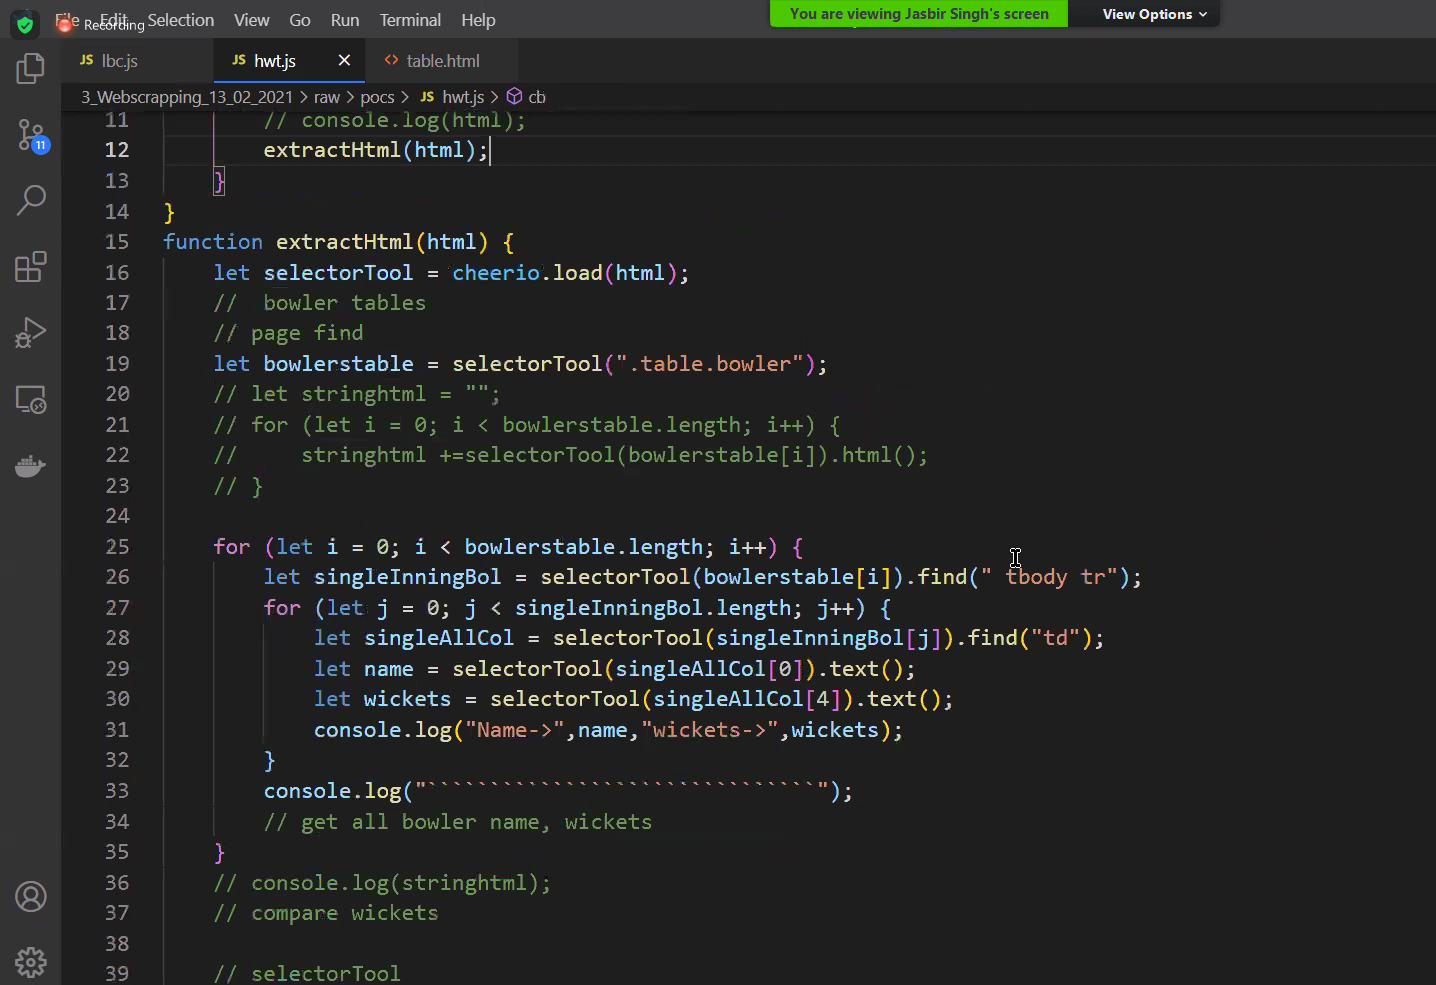 File Edit Selection View Go Run Terminal Help
Recording
You are viewing Jasbir Singh's screen View Options
JS lbc.js JS hwt.js × <> table.html
3_Webscrapping_13_02_2021 > raw > pocs > JS hwt.js > cb
11
11 // console.log(html);
12 extractHtml(html);
13 }
14 }
15 function extractHtml(html) {
16 let selectorTool = cheerio.load(html);
17 // bowler tables
18 // page find
19 let bowlerstable = selectorTool(".table.bowler");
20 // let stringhtml = "";
21 // for (let i = 0; i < bowlerstable.length; i++) {
22 // stringhtml +=selectorTool(bowlerstable[i]).html();
23 // }
24
25 for (let i = 0; i < bowlerstable.length; i++) {
26 let singleInningBol = selectorTool(bowlerstable[i]).find(" tbody tr");
27 for (let j = 0; j < singleInningBol.length; j++) {
28 let singleAllCol = selectorTool(singleInningBol[j]).find("td");
29 let name = selectorTool(singleAllCol[0]).text();
30 let wickets = selectorTool(singleAllCol[4]).text();
31 console.log("Name->",name,"wickets->",wickets);
32 }
33 console.log("```````````````````````````````");
34 // get all bowler name, wickets
35 }
36 // console.log(stringhtml);
37 // compare wickets
38
39 // selectorTool